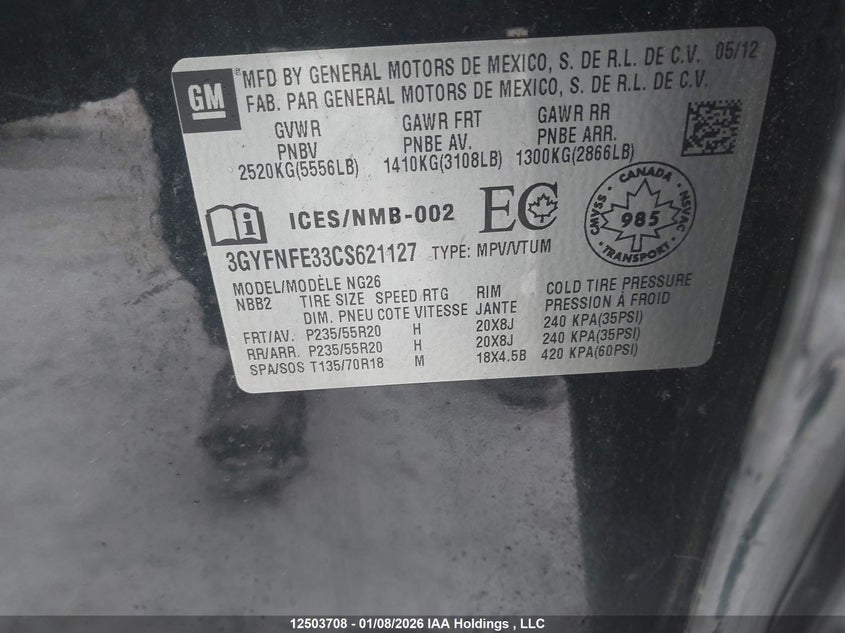 GM ® MFD BY GENERAL MOTORS DE MEXICO, S. DE R.L. DE C.V. 05/12
FAB. PAR GENERAL MOTORS DE MEXICO, S. DE R.L. DE C.V.
GVWR GAWR FRT GAWR RR
PNBV PNBE AV. PNBE ARR.
2520KG(5556LB) 1410KG(3108LB) 1300KG(2866LB)
i ICES/NMB-002 EC
CANADA
CMVSS 985 NSVAC
TRANSPORT
3GYFNFE33CS621127 TYPE: MPV/VTUM
MODEL/MODÈLE NG26
NBB2 TIRE SIZE SPEED RTG RIM COLD TIRE PRESSURE
DIM. PNEU COTE VITESSE JANTE PRESSION À FROID
FRT/AV. P235/55R20 H 20X8J 240 KPA(35PSI)
RR/ARR. P235/55R20 H 20X8J 240 KPA(35PSI)
SPA/SOS T135/70R18 M 18X4.5B 420 KPA(60PSI)
12503708 - 01/08/2026 IAA Holdings , LLC